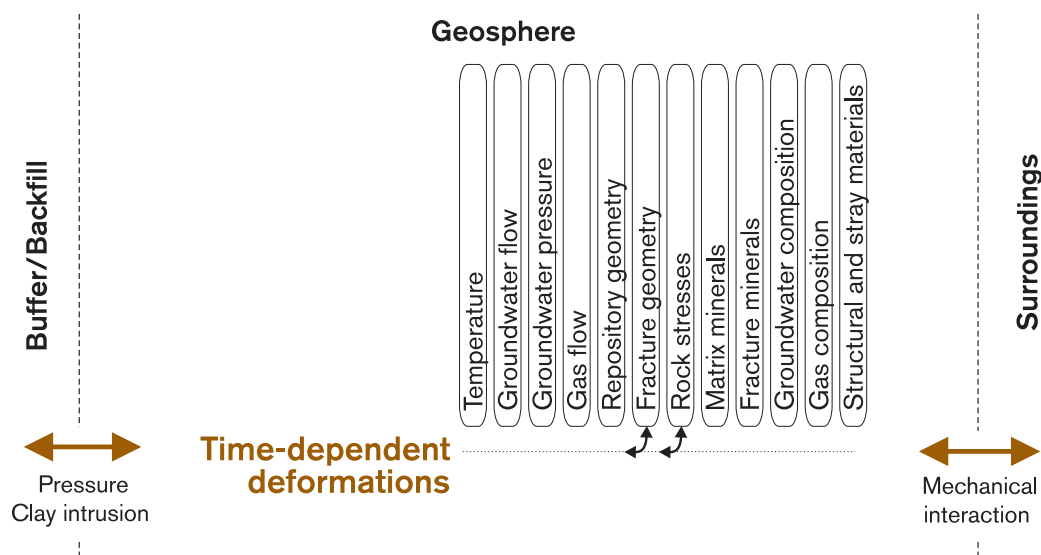 Geosphere
Buffer/Backfill
Temperature
Groundwater flow
Groundwater pressure
Gas flow
Repository geometry
Fracture geometry
Rock stresses
Matrix minerals
Fracture minerals
Groundwater composition
Gas composition
Structural and stray materials
Surroundings
Time-dependent
deformations
Pressure
Clay intrusion
Mechanical
interaction